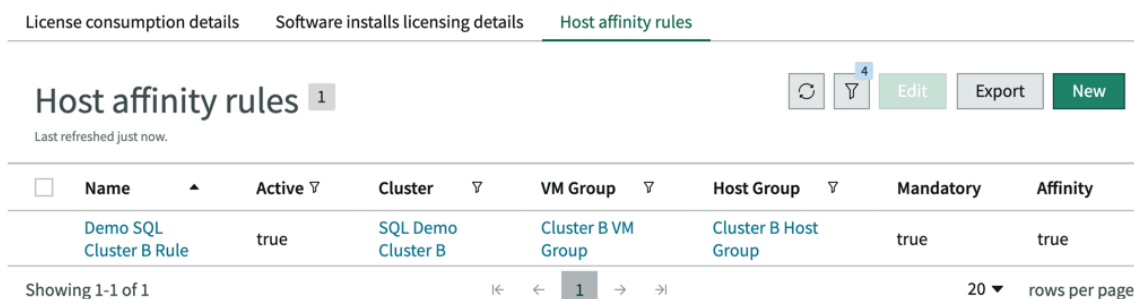 License consumption details Software installs licensing details Host affinity rules
4
Host affinity rules 1 Edit Export New
Last refreshed just now.
Name Active Cluster VM Group Host Group Mandatory Affinity
Demo SQL SQL Demo Cluster B VM Cluster B Host
true true true
Cluster B Rule Cluster B Group Group
Showing 1-1 of 1 1 20 rows per page